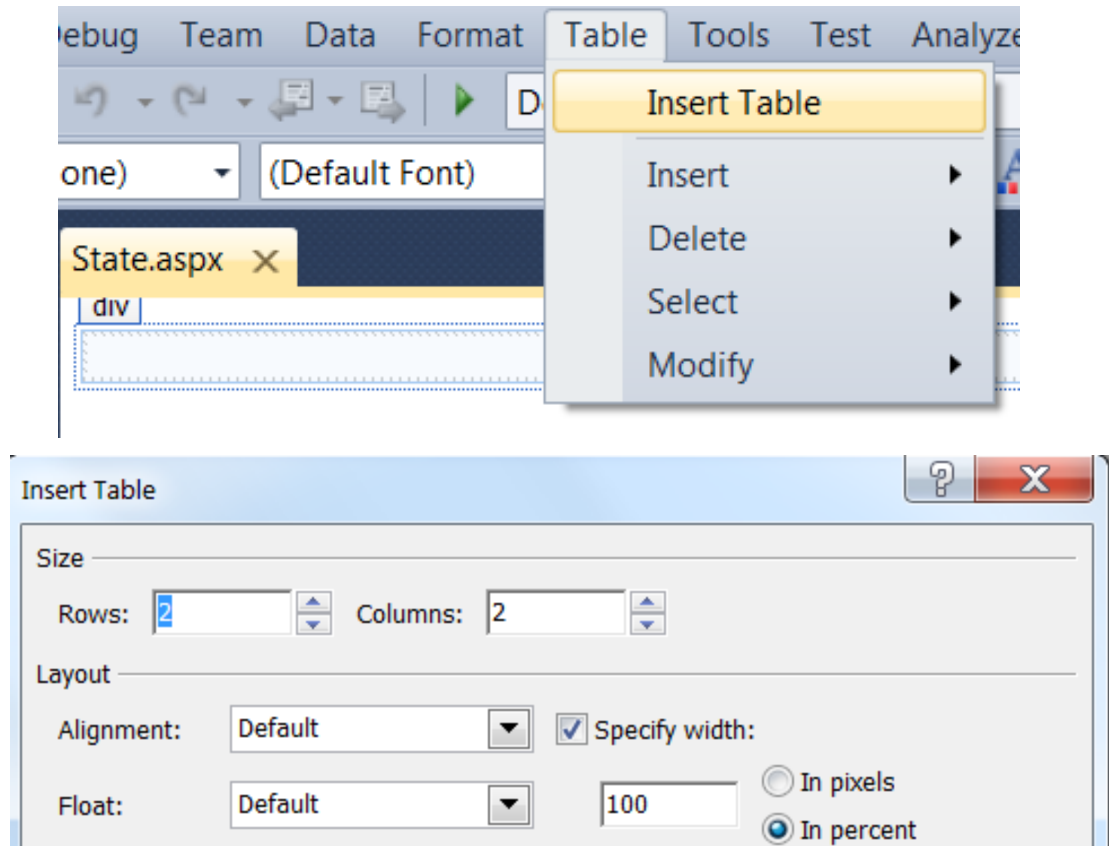 ebug Team Data Format Table Tools Test Analyze
D
Insert Table
one) (Default Font)
Insert
State.aspx
Delete
div
Select
Modify
Insert Table
Size
Rows: 2 Columns: 2
Layout
Alignment: Default Specify width:
Float: Default 100 In pixels
In percent